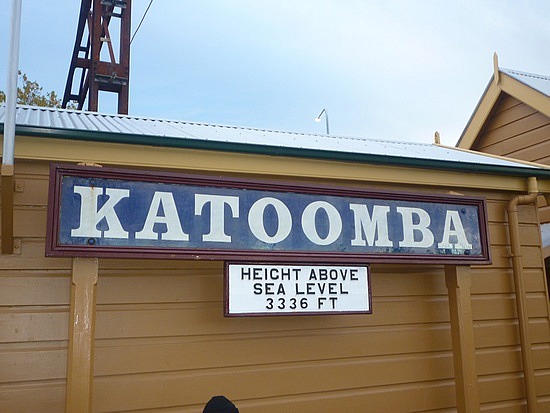 KATOOMBA
HEIGHT ABOVE
SEA LEVEL
3336 FT